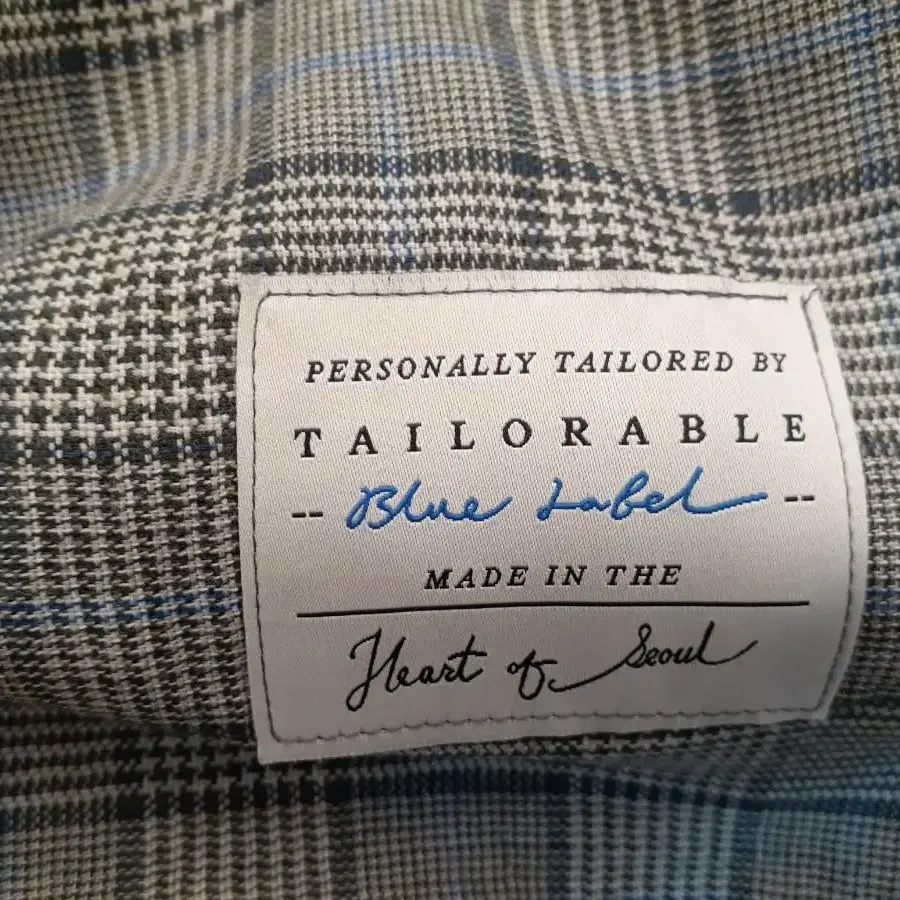 PERSONALLY TAILORED BY
TAILORABLE
-- Blue Label --
MADE IN THE
Heart of Seoul